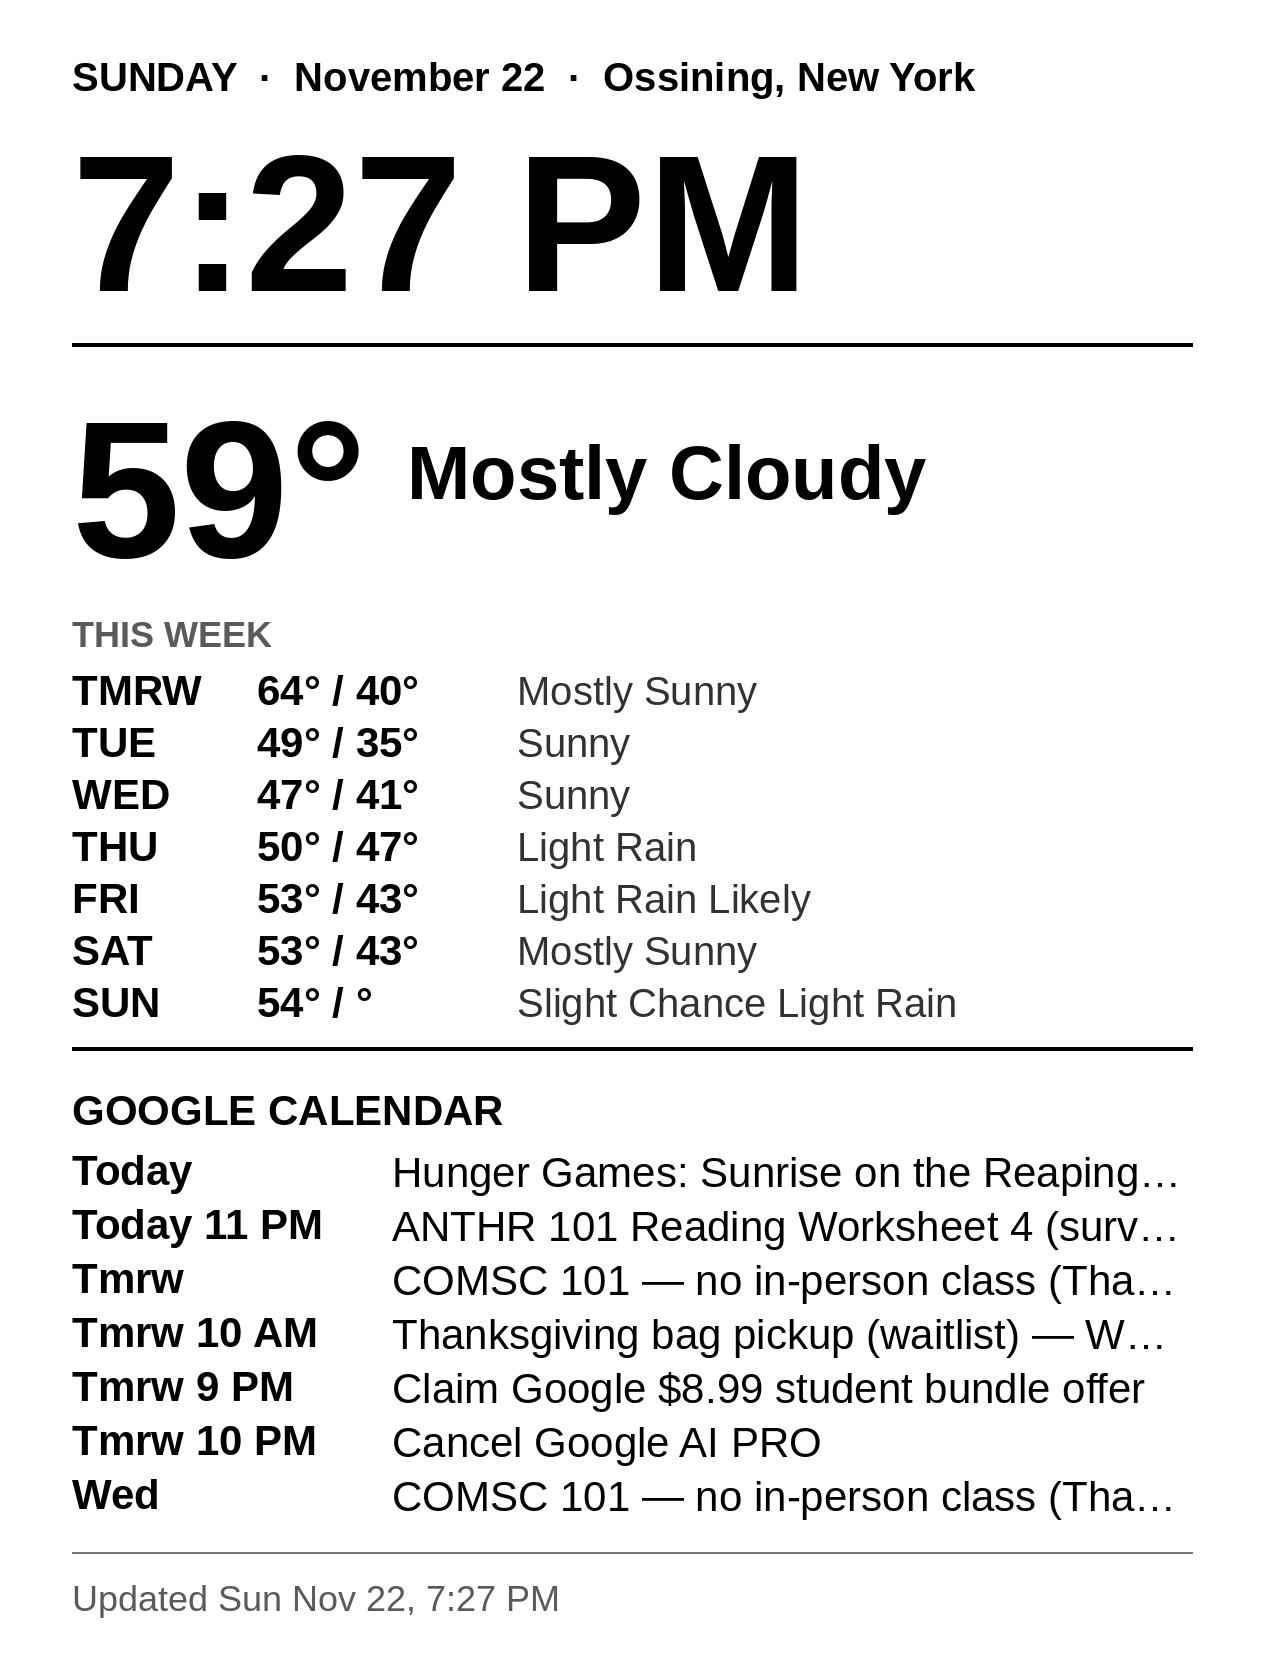 SUNDAY · November 22 · Ossining, New York
7:27 PM
59° Mostly Cloudy
THIS WEEK
TMRW 64° / 40° Mostly Sunny
TUE 49° / 35° Sunny
WED 47° / 41° Sunny
THU 50° / 47° Light Rain
FRI 53° / 43° Light Rain Likely
SAT 53° / 43° Mostly Sunny
SUN 54° / ° Slight Chance Light Rain
GOOGLE CALENDAR
Today Hunger Games: Sunrise on the Reaping…
Today 11 PM ANTHR 101 Reading Worksheet 4 (surv…
Tmrw COMSC 101 — no in-person class (Tha…
Tmrw 10 AM Thanksgiving bag pickup (waitlist) — W…
Tmrw 9 PM Claim Google $8.99 student bundle offer
Tmrw 10 PM Cancel Google AI PRO
Wed COMSC 101 — no in-person class (Tha…
Updated Sun Nov 22, 7:27 PM